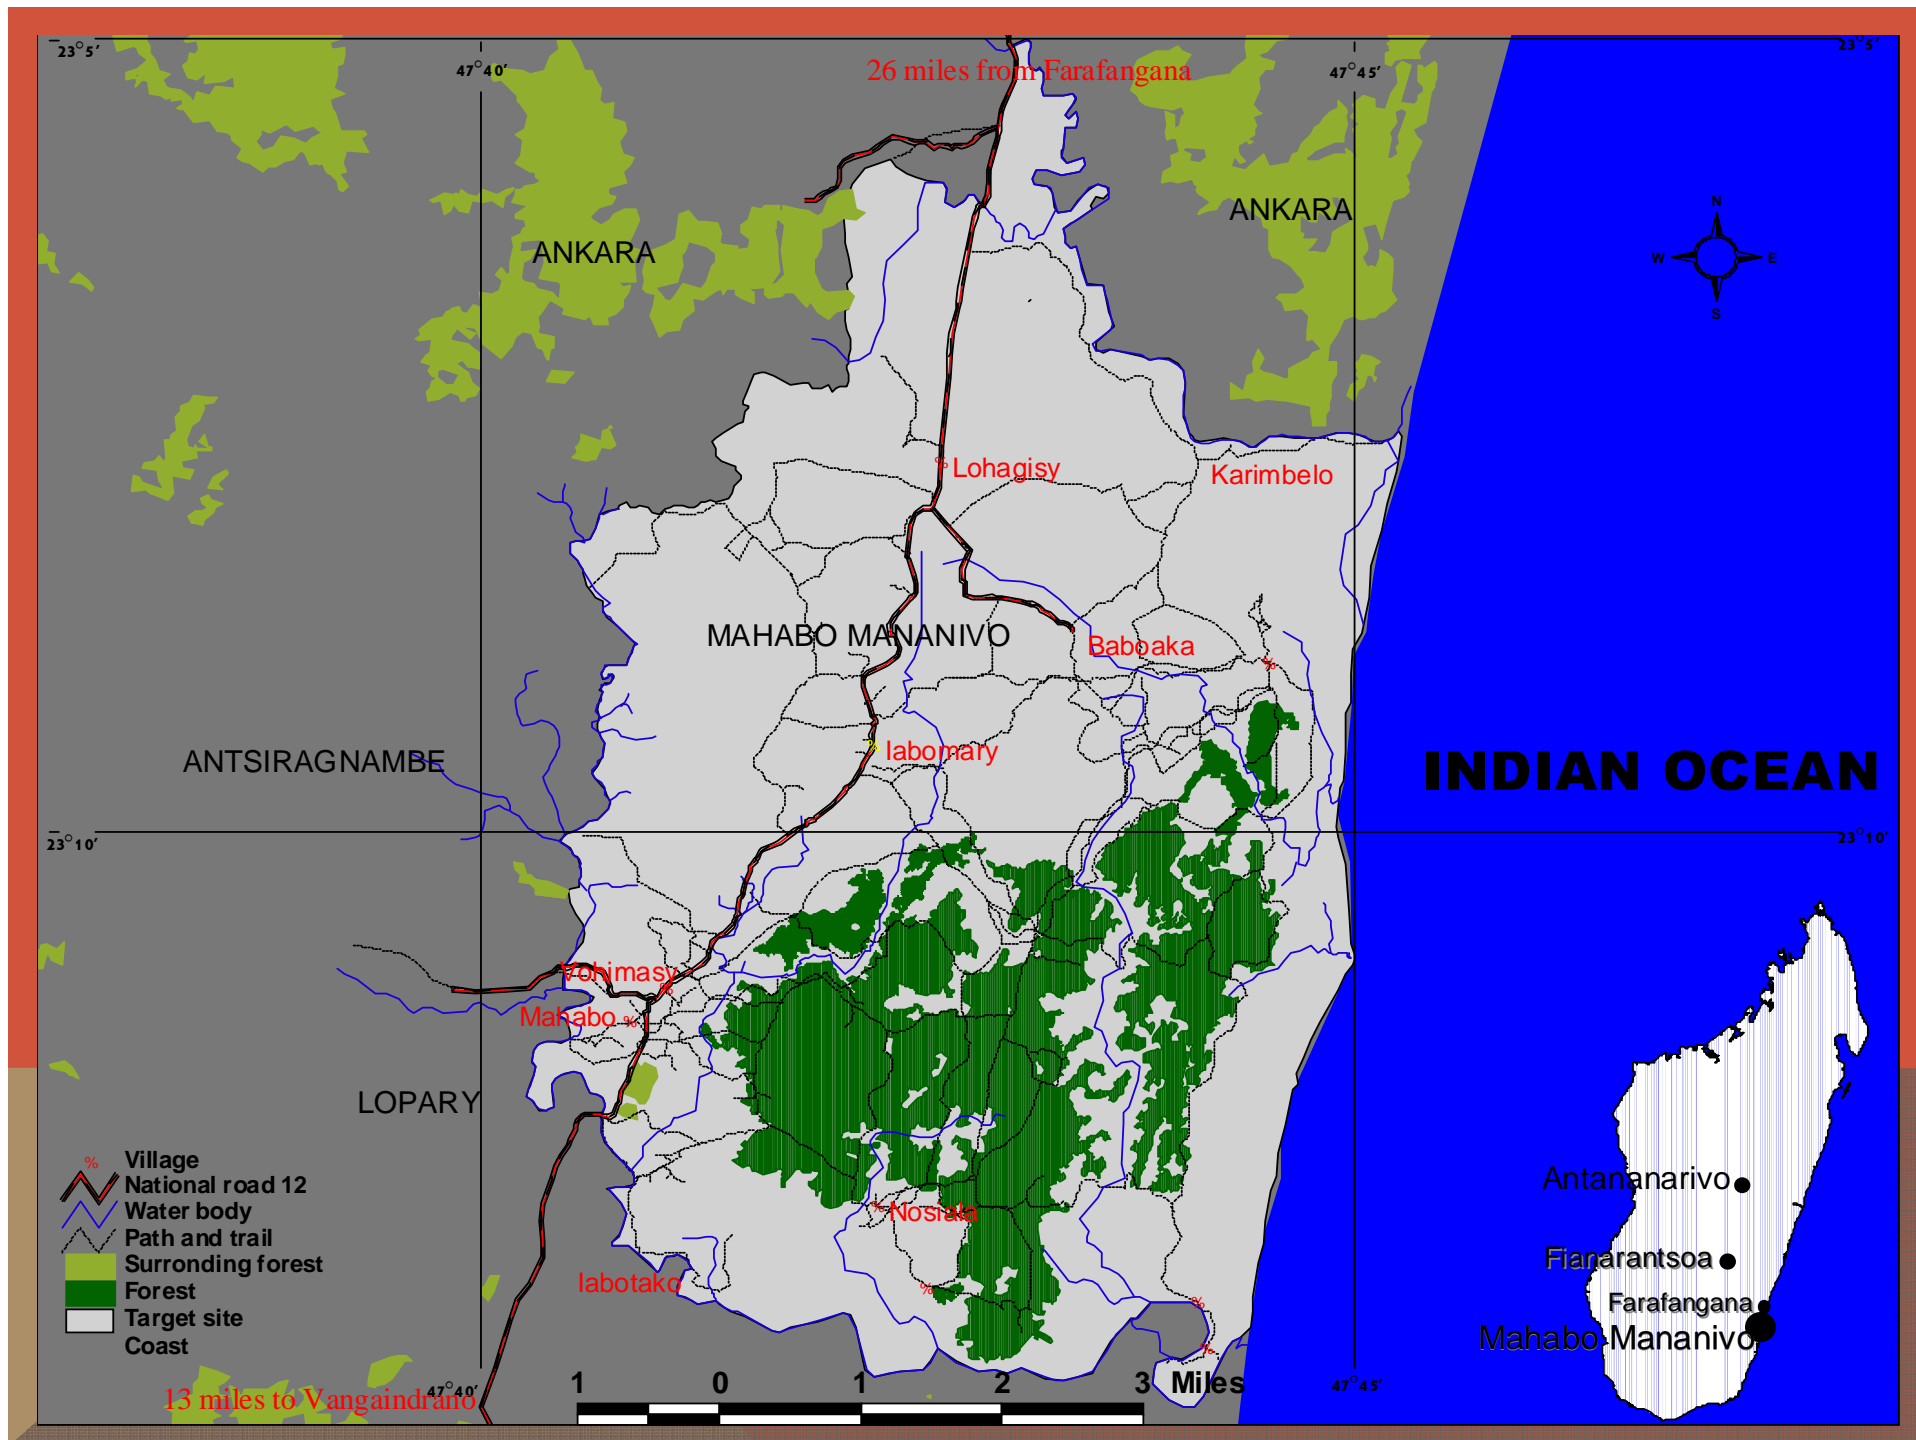 23°5' 47°40' 26 miles from Farafangana 47°45' 23°5'
N
W E
S
ANKARA
ANKARA
Lohagisy
Karimbelo
MAHABO MANANIVO
Baboaka
Iabomary
ANTSIRAGNAMBE
INDIAN OCEAN
23°10' 23°10'
Vohimasy
Mahabo
LOPARY
Nosiala
Iabotako
% Village
National road 12
Water body
Path and trail
Surronding forest
Forest
Target site
Coast
Antananarivo
Fianarantsoa
Farafangana
Mahabo Mananivo
13 miles to Vangaindrano
47°40' 1 0 1 2 3 Miles 47°45'